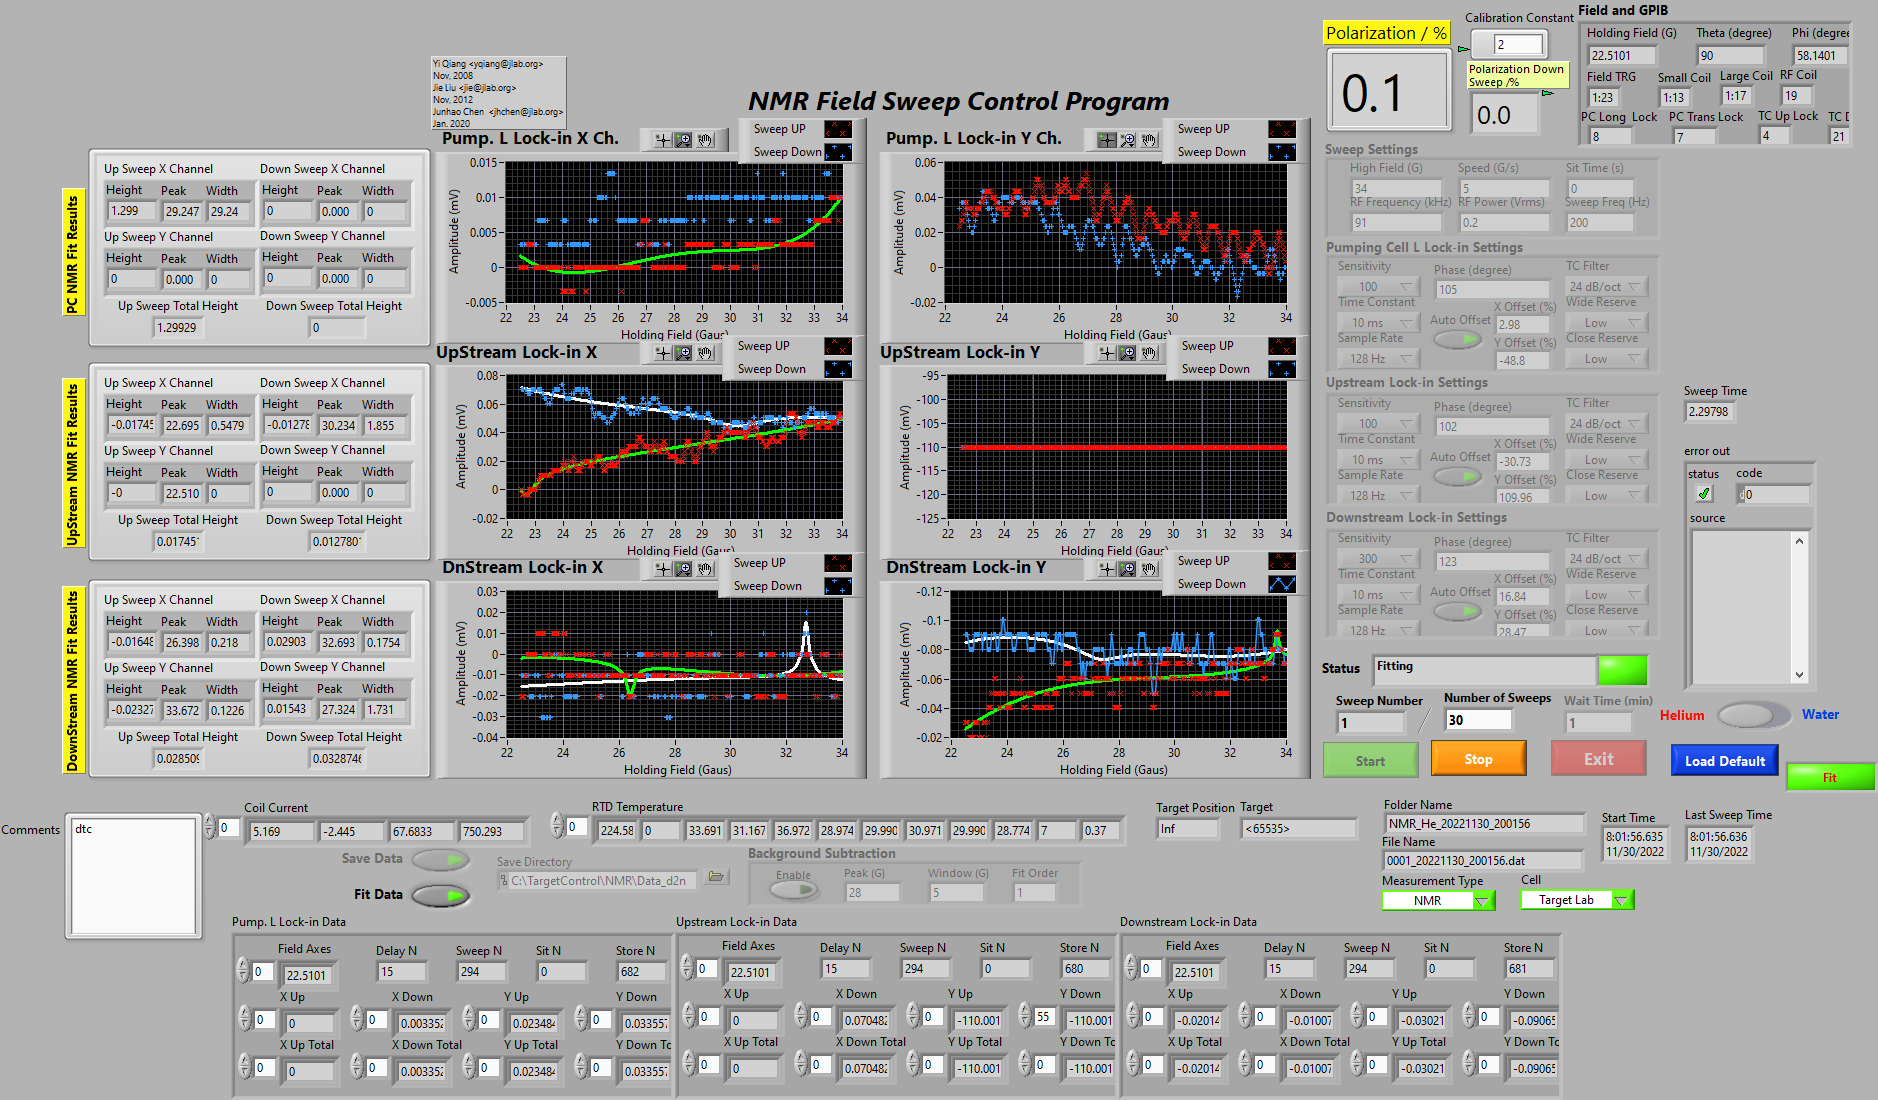 Yi Qiang <yqiang@jlab.org>
Nov, 2008
Jie Liu <jie@jlab.org>
Nov, 2012
Junhao Chen <jhchen@jlab.org>
Jan. 2020
NMR Field Sweep Control Program
Polarization / %
0.1
Calibration Constant
2
Polarization Down Sweep /%
0.0
Field and GPIB
Holding Field (G) Theta (degree) Phi (degree
22.5101 90 58.1401
Field TRG Small Coil Large Coil RF Coil
1:23 1:13 1:17 19
PC Long Lock PC Trans Lock TC Up Lock TC D
8 7 4 21
PC NMR Fit Results
Up Sweep X Channel Down Sweep X Channel
Height Peak Width Height Peak Width
1.299 29.247 29.24 0 0.000 0
Up Sweep Y Channel Down Sweep Y Channel
Height Peak Width Height Peak Width
0 0.000 0 0 0.000 0
Up Sweep Total Height Down Sweep Total Height
1.29929 0
Pump. L Lock-in X Ch.
Sweep UP
Sweep Down
Amplitude (mV)
0.015
0.01
0.005
0
-0.005
22 23 24 25 26 27 28 29 30 31 32 33 34
Holding Field (Gaus)
Pump. L Lock-in Y Ch.
Sweep UP
Sweep Down
Amplitude (mV)
0.06
0.04
0.02
0
-0.02
22 23 24 25 26 27 28 29 30 31 32 33 34
Holding Field (Gaus)
Sweep Settings
High Field (G) Speed (G/s) Sit Time (s)
34 5 0
RF Frequency (kHz) RF Power (Vrms) Sweep Freq (Hz)
91 0.2 200
Pumping Cell L Lock-in Settings
Sensitivity Phase (degree) TC Filter
100 105 24 dB/oct
Time Constant X Offset (%) Wide Reserve
10 ms Auto Offset 2.98 Low
Sample Rate Y Offset (%) Close Reserve
128 Hz -48.8 Low
UpStream NMR Fit Results
Up Sweep X Channel Down Sweep X Channel
Height Peak Width Height Peak Width
-0.01745 22.695 0.5479 -0.01278 30.234 1.855
Up Sweep Y Channel Down Sweep Y Channel
Height Peak Width Height Peak Width
-0 22.510 0 0 0.000 0
Up Sweep Total Height Down Sweep Total Height
0.01745 0.012780
UpStream Lock-in X
Sweep UP
Sweep Down
Amplitude (mV)
0.08
0.06
0.04
0.02
0
-0.02
22 23 24 25 26 27 28 29 30 31 32 33 34
Holding Field (Gaus)
UpStream Lock-in Y
Sweep UP
Sweep Down
Amplitude (mV)
-95
-100
-105
-110
-115
-120
-125
22 23 24 25 26 27 28 29 30 31 32 33 34
Holding Field (Gaus)
Upstream Lock-in Settings
Sensitivity Phase (degree) TC Filter
100 102 24 dB/oct
Time Constant X Offset (%) Wide Reserve
10 ms Auto Offset -30.73 Low
Sample Rate Y Offset (%) Close Reserve
128 Hz 109.96 Low
Sweep Time
2.29798
error out
status code
0
source
DownStream NMR Fit Results
Up Sweep X Channel Down Sweep X Channel
Height Peak Width Height Peak Width
-0.01648 26.398 0.218 0.02903 32.693 0.1754
Up Sweep Y Channel Down Sweep Y Channel
Height Peak Width Height Peak Width
-0.02327 33.672 0.1226 0.01543 27.324 1.731
Up Sweep Total Height Down Sweep Total Height
0.028509 0.0328746
DnStream Lock-in X
Sweep UP
Sweep Down
Amplitude (mV)
0.03
0.02
0.01
0
-0.01
-0.02
-0.03
-0.04
22 24 26 28 30 32 34
Holding Field (Gaus)
DnStream Lock-in Y
Sweep UP
Sweep Down
Amplitude (mV)
-0.12
-0.1
-0.08
-0.06
-0.04
-0.02
22 24 26 28 30 32 34
Holding Field (Gaus)
Downstream Lock-in Settings
Sensitivity Phase (degree) TC Filter
300 123 24 dB/oct
Time Constant X Offset (%) Wide Reserve
10 ms Auto Offset 16.84 Low
Sample Rate Y Offset (%) Close Reserve
128 Hz 28.47 Low
Status Fitting
Sweep Number Number of Sweeps Wait Time (min)
1 / 30 1
Helium Water
Start Stop Exit Load Default Fit
Comments
dtc
Coil Current
0 5.169 -2.445 67.6833 750.293
RTD Temperature
0 224.58 0 33.691 31.167 36.972 28.974 29.990 30.971 29.990 28.774 7 0.37
Target Position Target
Inf <65535>
Folder Name
NMR_He_20221130_200156
File Name
0001_20221130_200156.dat
Start Time Last Sweep Time
8:01:56.635 8:01:56.636
11/30/2022 11/30/2022
Save Data
Save Directory
C:\TargetControl\NMR\Data_d2n
Fit Data
Background Subtraction
Enable Peak (G) Window (G) Fit Order
28 5 1
Measurement Type Cell
NMR Target Lab
Pump. L Lock-in Data
Field Axes Delay N Sweep N Sit N Store N
0 22.5101 15 294 0 682
X Up X Down Y Up Y Down
0 0 0 0.003352 0 0.023484 0 0.033557
X Up Total X Down Total Y Up Total Y Down To
0 0 0 0.003352 0 0.023484 0 0.033557
Upstream Lock-in Data
Field Axes Delay N Sweep N Sit N Store N
0 22.5101 15 294 0 680
X Up X Down Y Up Y Down
0 0 0 0.070482 0 -110.001 55 -110.001
X Up Total X Down Total Y Up Total Y Down Tc
0 0 0 0.070482 0 -110.001 0 -110.001
Downstream Lock-in Data
Field Axes Delay N Sweep N Sit N Store N
0 22.5101 15 294 0 681
X Up X Down Y Up Y Down
0 -0.02014 0 -0.01007 0 -0.03021 0 -0.09065
X Up Total X Down Total Y Up Total Y Down Tc
0 -0.02014 0 -0.01007 0 -0.03021 0 -0.09065